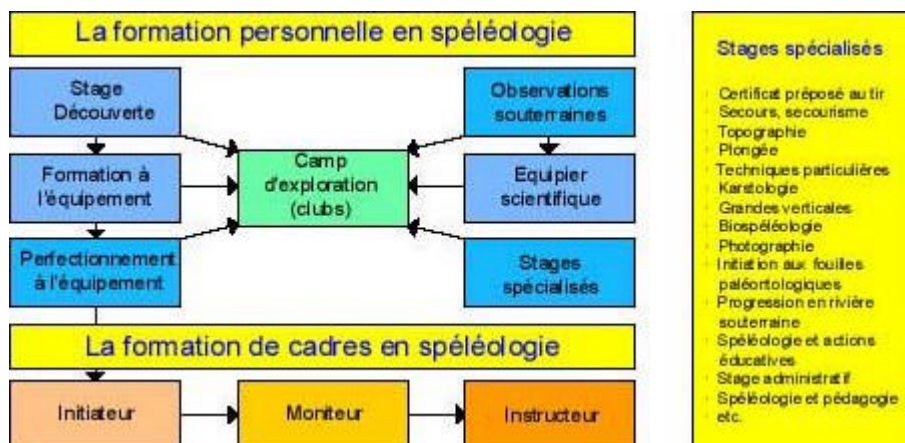 La formation personnelle en spéléologie
Stage
Découverte
Observations
souterraines
Formation à
l'équipement
Camp
d'exploration
(clubs)
Equipier
scientifique
Perfectionnement
à l'équipement
Stages
spécialisés
La formation de cadres en spéléologie
Initiateur
Moniteur
Instructeur
Stages spécialisés
· Certificat préposé au tir
· Secours, secourisme
· Topographie
· Plongée
· Techniques particulières
· Karstologie
· Grandes verticales
· Biospéléologie
· Photographie
· Initiation aux fouilles
paléontologiques
· Progression en rivière
souterraine
· Spéléologie et actions
éducatives
· Stage administratif
· Spéléologie et pédagogie
· etc.